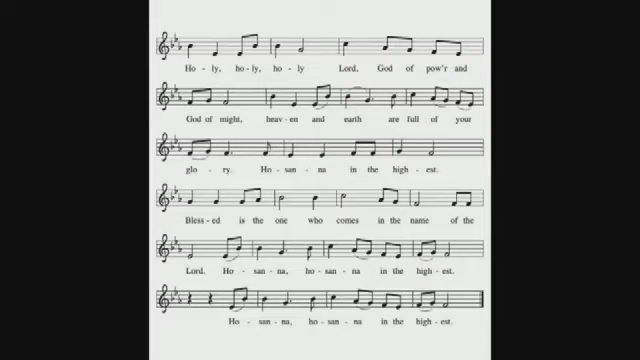 Ho - ly, ho - ly, ho - ly Lord, God of pow'r and
God of might, heav - en and earth are full of your
glo - ry. Ho - san - na in the high - est.
Bless - ed is the one who comes in the name of the
Lord. Ho - san - na, ho - san - na in the high - est.
Ho - san - na, ho - san - na in the high - est.